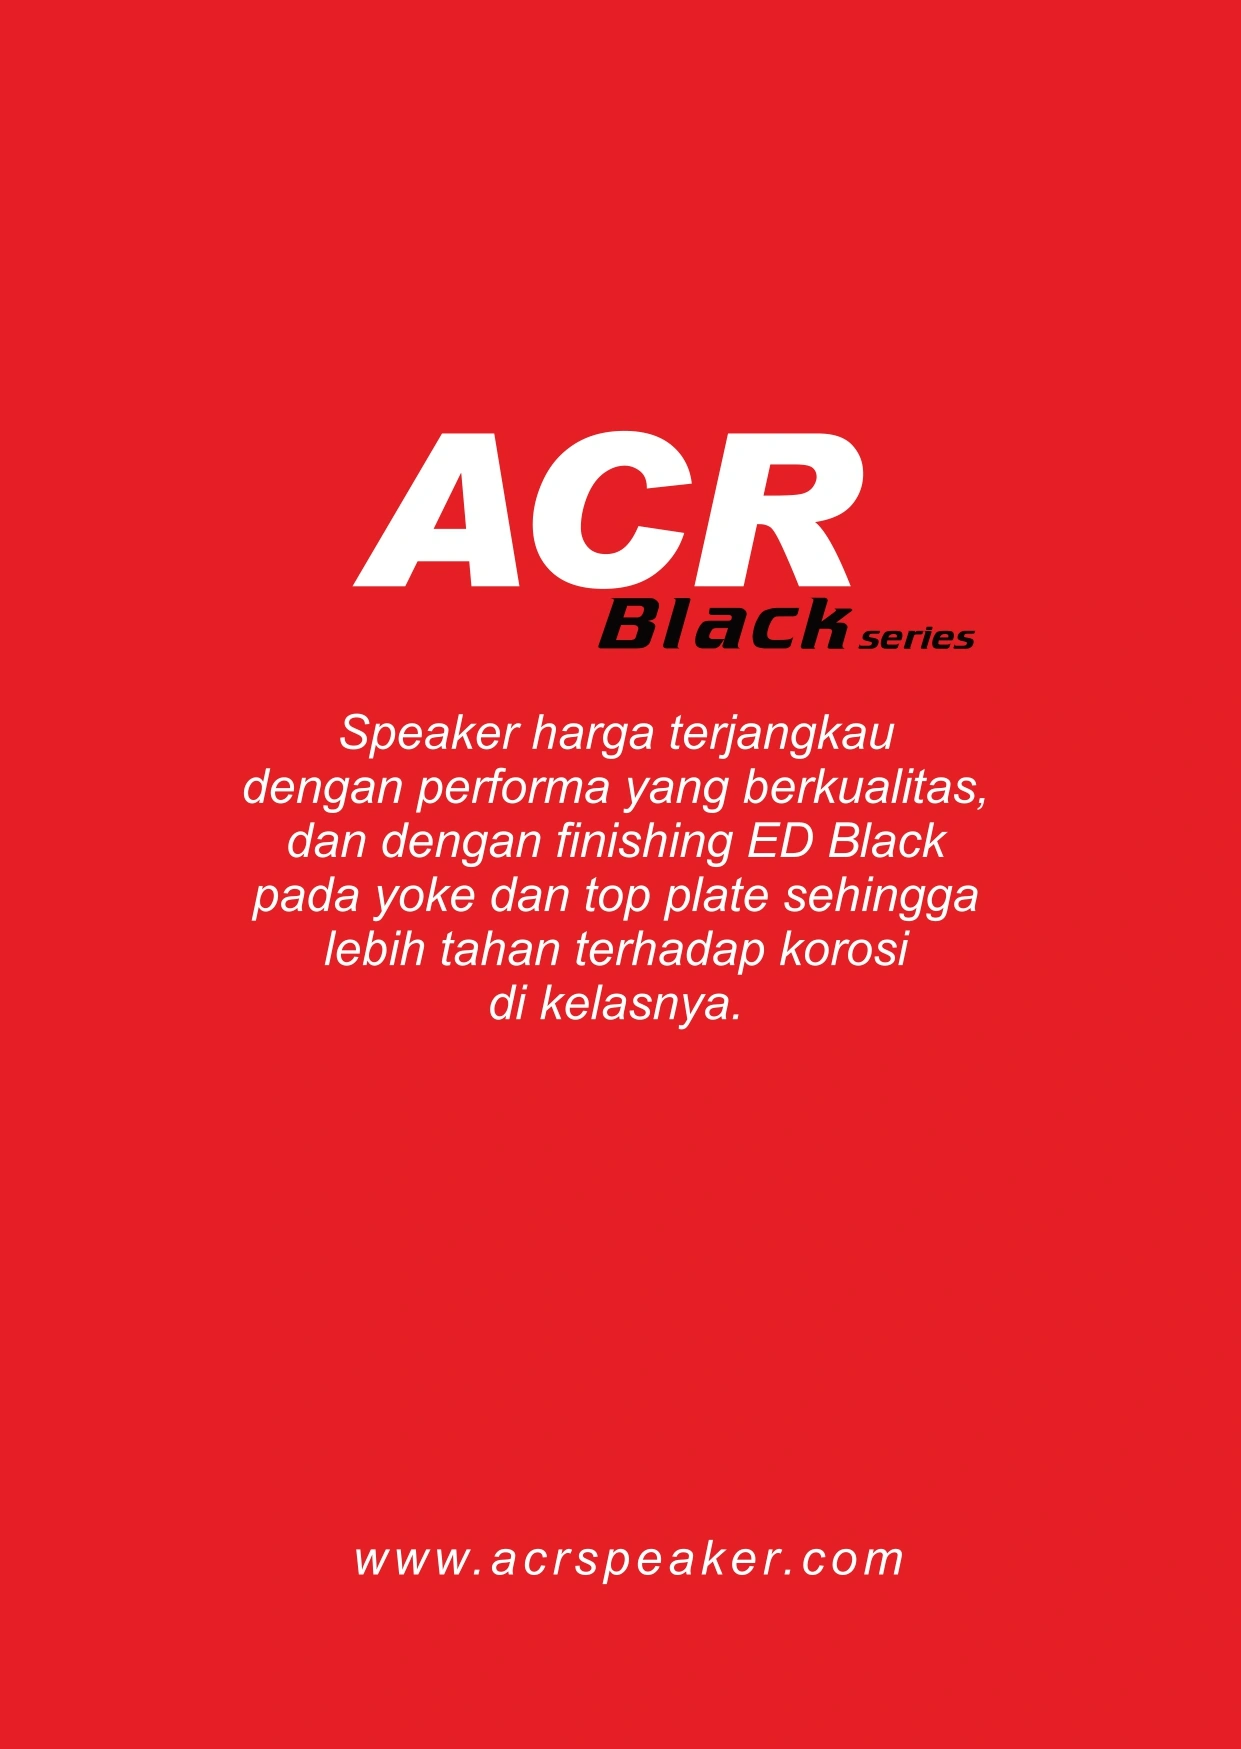 ACR
Black series
Speaker harga terjangkau
dengan performa yang berkualitas,
dan dengan finishing ED Black
pada yoke dan top plate sehingga
lebih tahan terhadap korosi
di kelasnya.
www.acrspeaker.com